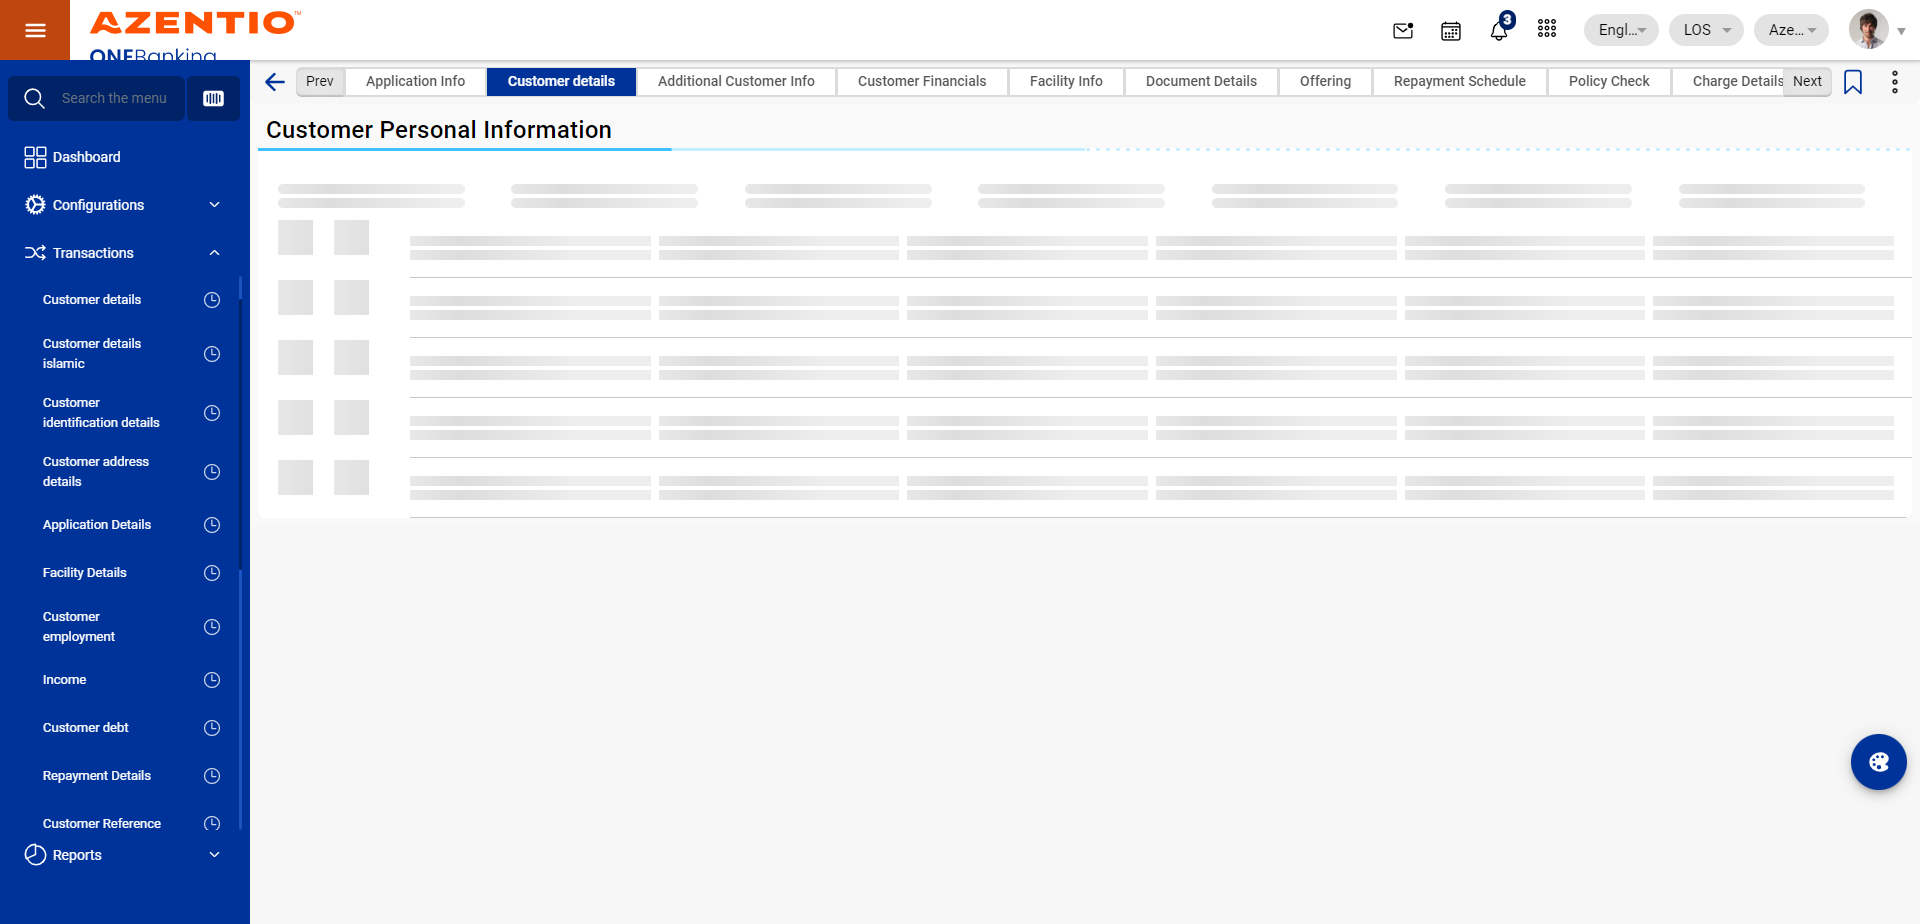 AZENTIO™
ONEBanking
3
Engl...
LOS
Aze...
Search the menu
Dashboard
Configurations
Transactions
Customer details
Customer details
islamic
Customer
identification details
Customer address
details
Application Details
Facility Details
Customer
employment
Income
Customer debt
Repayment Details
Customer Reference
Reports
Prev
Application Info
Customer details
Additional Customer Info
Customer Financials
Facility Info
Document Details
Offering
Repayment Schedule
Policy Check
Charge Details
Next
Customer Personal Information